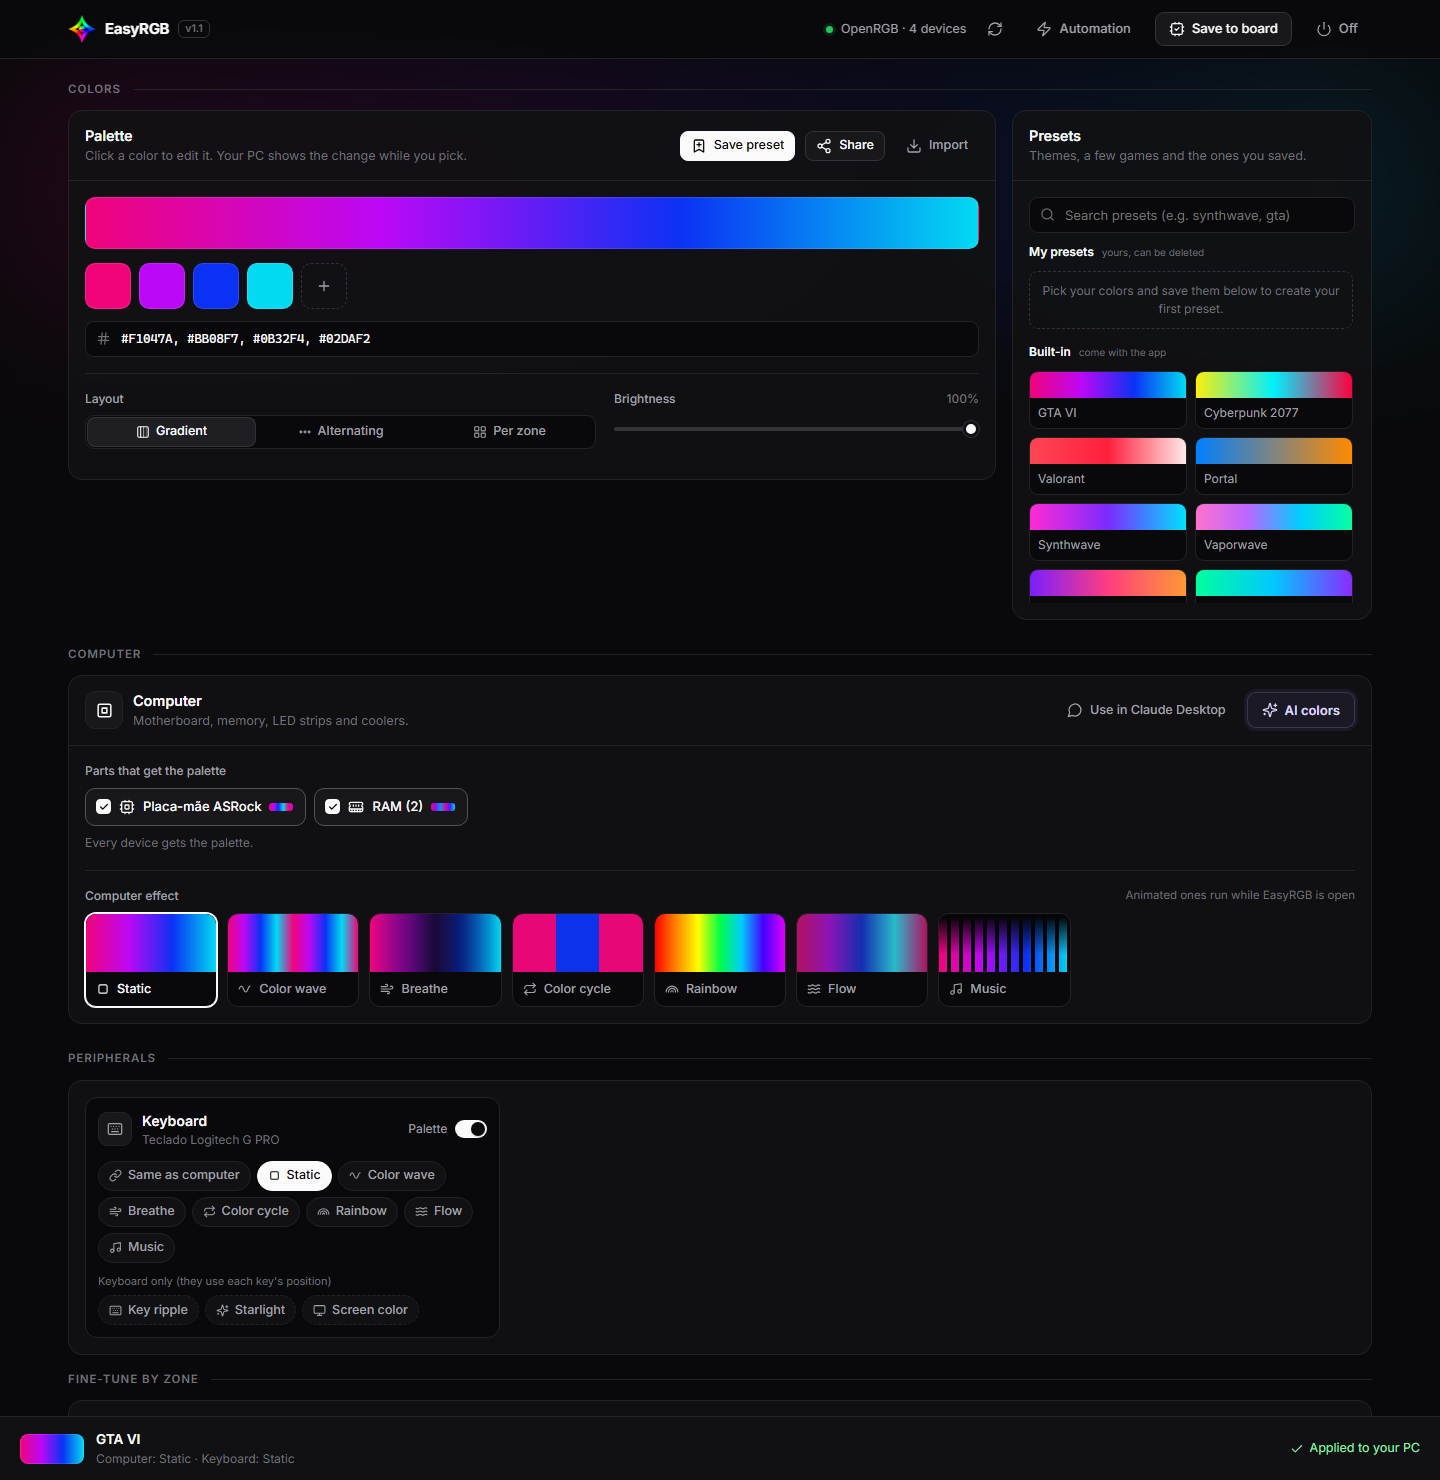 EasyRGB v1.1
OpenRGB · 4 devices
Automation
Save to board
Off
COLORS
Palette
Click a color to edit it. Your PC shows the change while you pick.
Save preset
Share
Import
#F1047A, #BB08F7, #0B32F4, #02DAF2
Layout
Gradient
Alternating
Per zone
Brightness 100%
Presets
Themes, a few games and the ones you saved.
Search presets (e.g. synthwave, gta)
My presets yours, can be deleted
Pick your colors and save them below to create your
first preset.
Built-in come with the app
GTA VI
Cyberpunk 2077
Valorant
Portal
Synthwave
Vaporwave
COMPUTER
Computer
Motherboard, memory, LED strips and coolers.
Use in Claude Desktop
AI colors
Parts that get the palette
Placa-mãe ASRock
RAM (2)
Every device gets the palette.
Computer effect
Animated ones run while EasyRGB is open
Static
Color wave
Breathe
Color cycle
Rainbow
Flow
Music
PERIPHERALS
Keyboard
Teclado Logitech G PRO
Palette
Same as computer
Static
Color wave
Breathe
Color cycle
Rainbow
Flow
Music
Keyboard only (they use each key's position)
Key ripple
Starlight
Screen color
FINE-TUNE BY ZONE
GTA VI
Computer: Static · Keyboard: Static
Applied to your PC